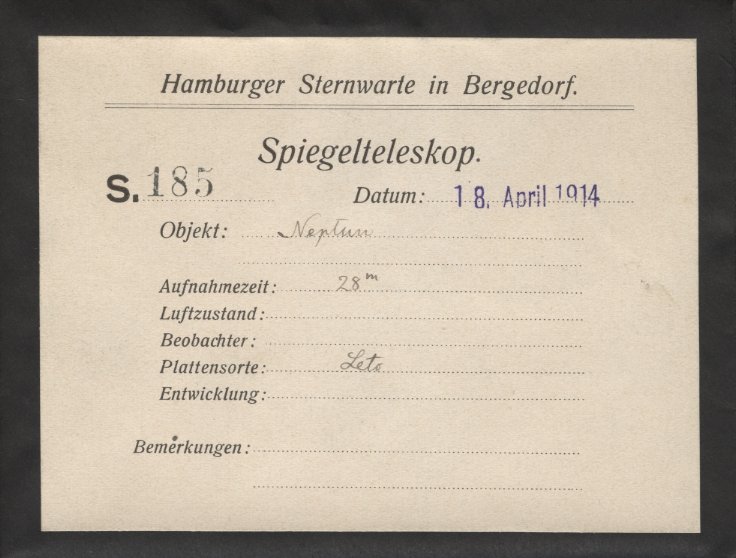 Hamburger Sternwarte in Bergedorf.
Spiegelteleskop.
S. 185
Datum: 18. April 1914
Objekt: Neptun
Aufnahmezeit: 28m
Luftzustand:
Beobachter:
Plattensorte: Leto
Entwicklung:
Bemerkungen: